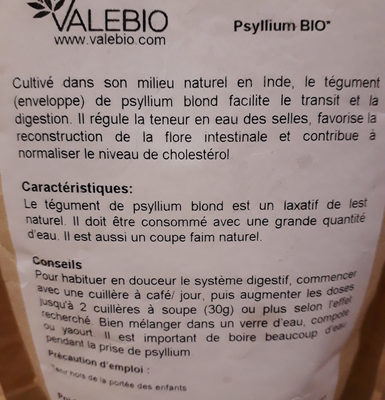 VALEBIO
www.valebio.com
Psyllium BIO*
Cultivé dans son milieu naturel en Inde, le tégument
(enveloppe) de psyllium blond facilite le transit et la
digestion. Il régule la teneur en eau des selles, favorise la
reconstruction de la flore intestinale et contribue à
normaliser le niveau de cholestérol
Caractéristiques:
Le tégument de psyllium blond est un laxatif de lest
naturel. Il doit être consommé avec une grande quantité
d'eau. Il est aussi un coupe faim naturel.
Conseils
Pour habituer en douceur le système digestif, commencer
avec une cuillère à café/ jour, puis augmenter les doses
jusqu'à 2 cuillères à soupe (30g) ou plus selon l'effet
recherché. Bien mélanger dans un verre d'eau, compote
ou yaourt. Il est important de boire beaucoup d'eau
pendant la prise de psyllium.
Précaution d'emploi :
Tenir hors de la portée des enfants